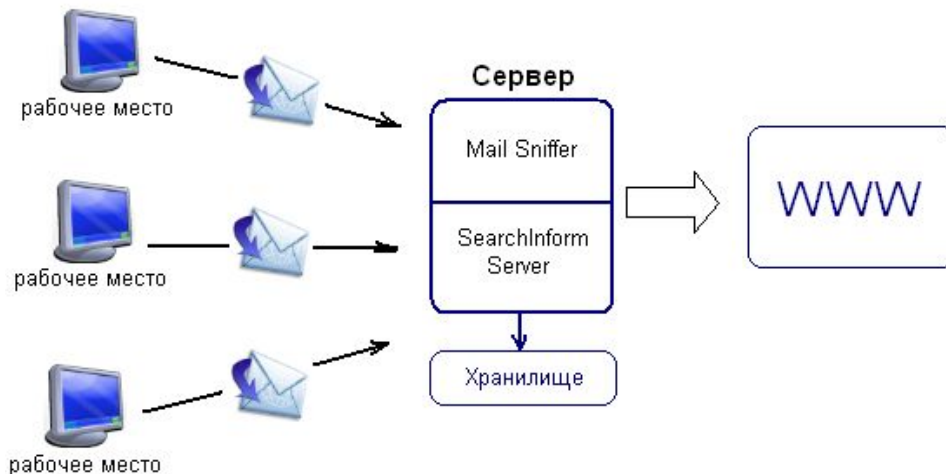 рабочее место
Сервер
Mail Sniffer
WWW
рабочее место
SearchInform
Server
Хранилище
рабочее место